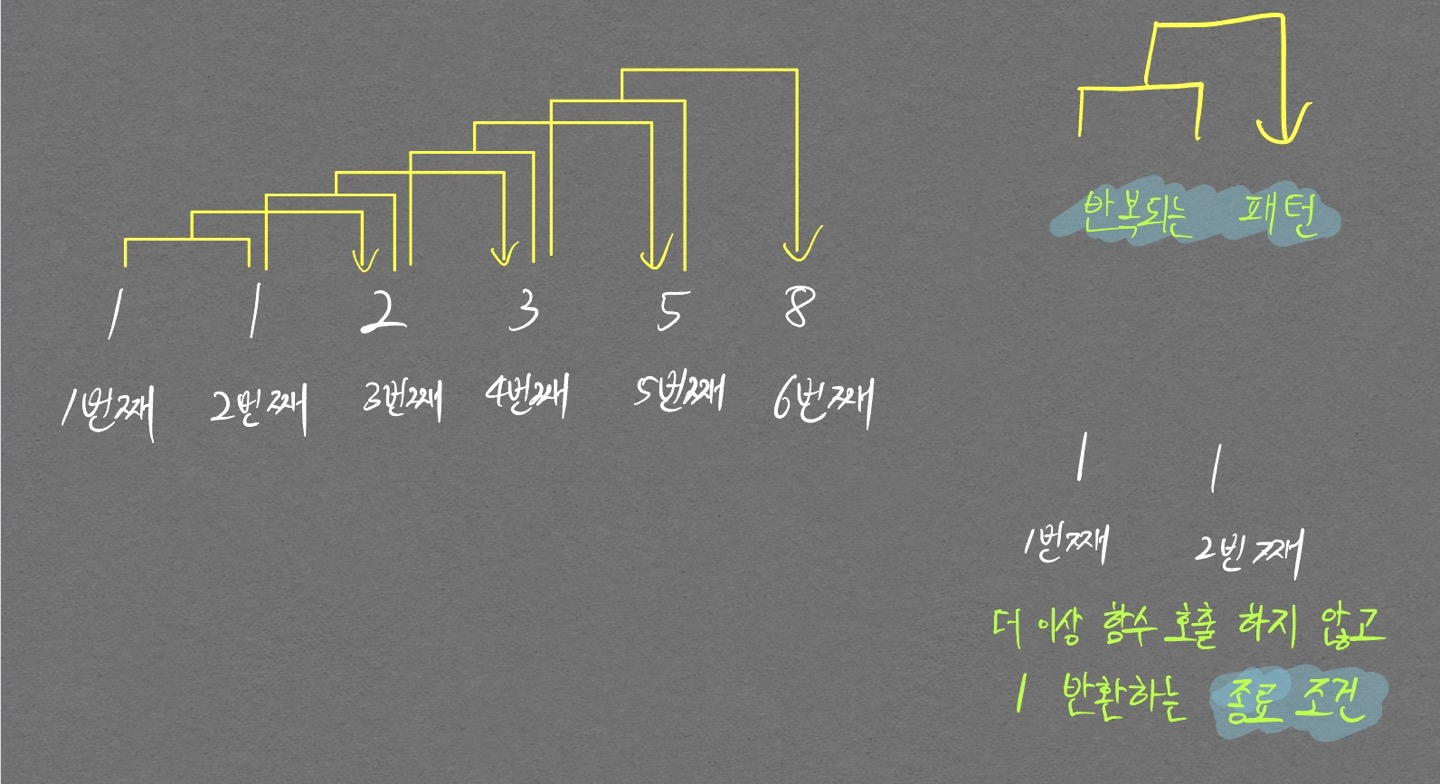 반복되는 패턴
1 1 2 3 5 8
1번째 2번째 3번째 4번째 5번째 6번째
1 1
1번째 2번째
더 이상 함수 호출 하지 않고
1 반환하는 종료 조건